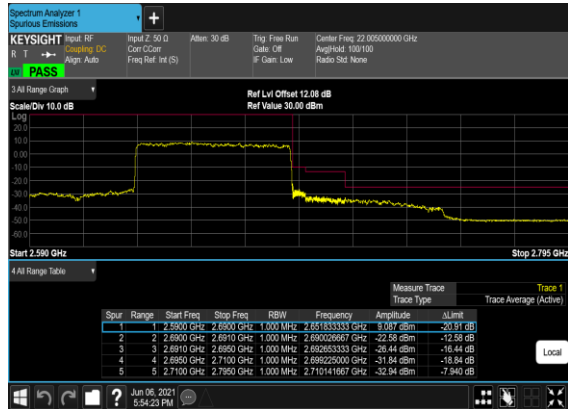 Spectrum Analyzer 1
Spurious Emissions
KEYSIGHT Input: RF Input Z: 50 Ω Atten: 30 dB Trig: Free Run Center Freq: 22.005000000 GHz
R T Coupling: DC Corr CCorr Gate: Off Avg|Hold: 100/100
Align: Auto Freq Ref: Int (S) IF Gain: Low Radio Std: None
PASS
3 All Range Graph Ref Lvl Offset 12.08 dB
Scale/Div 10.0 dB Ref Value 30.00 dBm
Log
20.0
10.0
0.00
-10.0
-20.0
-30.0
-40.0
-50.0
-60.0
Start 2.590 GHz Stop 2.795 GHz
4 All Range Table
Measure Trace Trace 1
Trace Type Trace Average (Active)
Spur Range Start Freq Stop Freq RBW Frequency Amplitude ΔLimit
1 1 2.5900 GHz 2.6900 GHz 1.000 MHz 2.651833333 GHz 9.087 dBm -20.91 dB
2 2 2.6900 GHz 2.6910 GHz 1.000 MHz 2.690026667 GHz -22.58 dBm -12.58 dB
3 3 2.6910 GHz 2.6950 GHz 1.000 MHz 2.692653333 GHz -26.44 dBm -16.44 dB
4 4 2.6950 GHz 2.7100 GHz 1.000 MHz 2.699225000 GHz -31.84 dBm -18.84 dB
5 5 2.7100 GHz 2.7950 GHz 1.000 MHz 2.710141667 GHz -32.94 dBm -7.940 dB
Local
Jun 06, 2021
5:54:23 PM